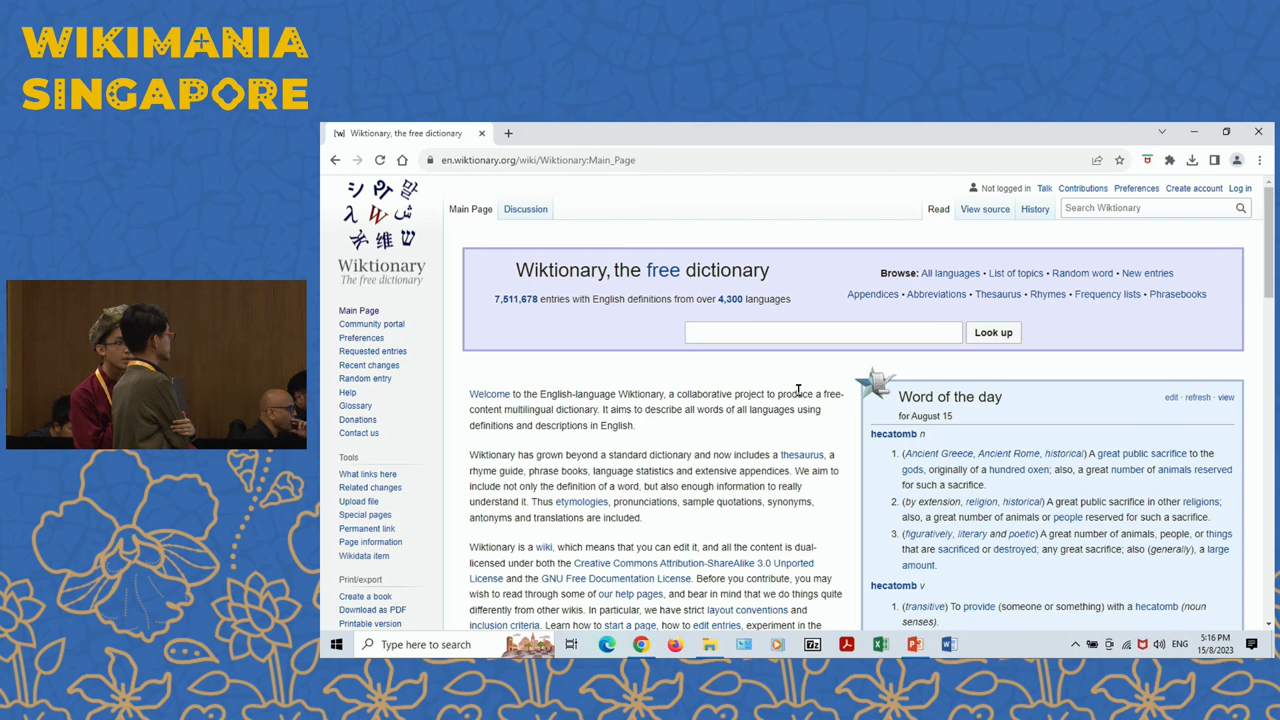 WIKIMANIA
SINGAPORE
[w] Wiktionary, the free dictionary
en.wiktionary.org/wiki/Wiktionary:Main_Page
Not logged in Talk Contributions Preferences Create account Log in
Main Page Discussion Read View source History Search Wiktionary
シ 말
λ W ش
维 ש
Wiktionary
The free dictionary
Main Page
Community portal
Preferences
Requested entries
Recent changes
Random entry
Help
Glossary
Donations
Contact us
Tools
What links here
Related changes
Upload file
Special pages
Permanent link
Page information
Wikidata item
Print/export
Create a book
Download as PDF
Printable version
Wiktionary, the free dictionary
7,511,678 entries with English definitions from over 4,300 languages
Browse: All languages • List of topics • Random word • New entries
Appendices • Abbreviations • Thesaurus • Rhymes • Frequency lists • Phrasebooks
Look up
Welcome to the English-language Wiktionary, a collaborative project to produce a free-
content multilingual dictionary. It aims to describe all words of all languages using
definitions and descriptions in English.
Wiktionary has grown beyond a standard dictionary and now includes a thesaurus, a
rhyme guide, phrase books, language statistics and extensive appendices. We aim to
include not only the definition of a word, but also enough information to really
understand it. Thus etymologies, pronunciations, sample quotations, synonyms,
antonyms and translations are included.
Wiktionary is a wiki, which means that you can edit it, and all the content is dual-
licensed under both the Creative Commons Attribution-ShareAlike 3.0 Unported
License and the GNU Free Documentation License. Before you contribute, you may
wish to read through some of our help pages, and bear in mind that we do things quite
differently from other wikis. In particular, we have strict layout conventions and
inclusion criteria. Learn how to start a page, how to edit entries, experiment in the
Word of the day edit · refresh · view
for August 15
hecatomb n
1. (Ancient Greece, Ancient Rome, historical) A great public sacrifice to the
gods, originally of a hundred oxen; also, a great number of animals reserved
for such a sacrifice.
2. (by extension, religion, historical) A great public sacrifice in other religions;
also, a great number of animals or people reserved for such a sacrifice.
3. (figuratively, literary and poetic) A great number of animals, people, or things
that are sacrificed or destroyed; any great sacrifice; also (generally), a large
amount.
hecatomb v
1. (transitive) To provide (someone or something) with a hecatomb (noun
senses).
Type here to search
7z
ENG
5:16 PM
15/8/2023